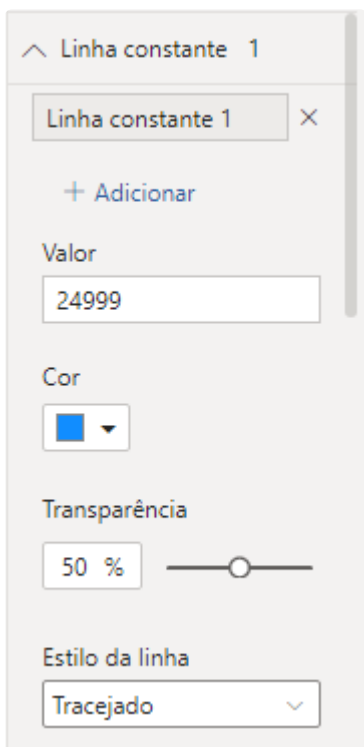 Linha constante 1
Linha constante 1
+ Adicionar
Valor
24999
Cor
Transparência
50 %
Estilo da linha
Tracejado